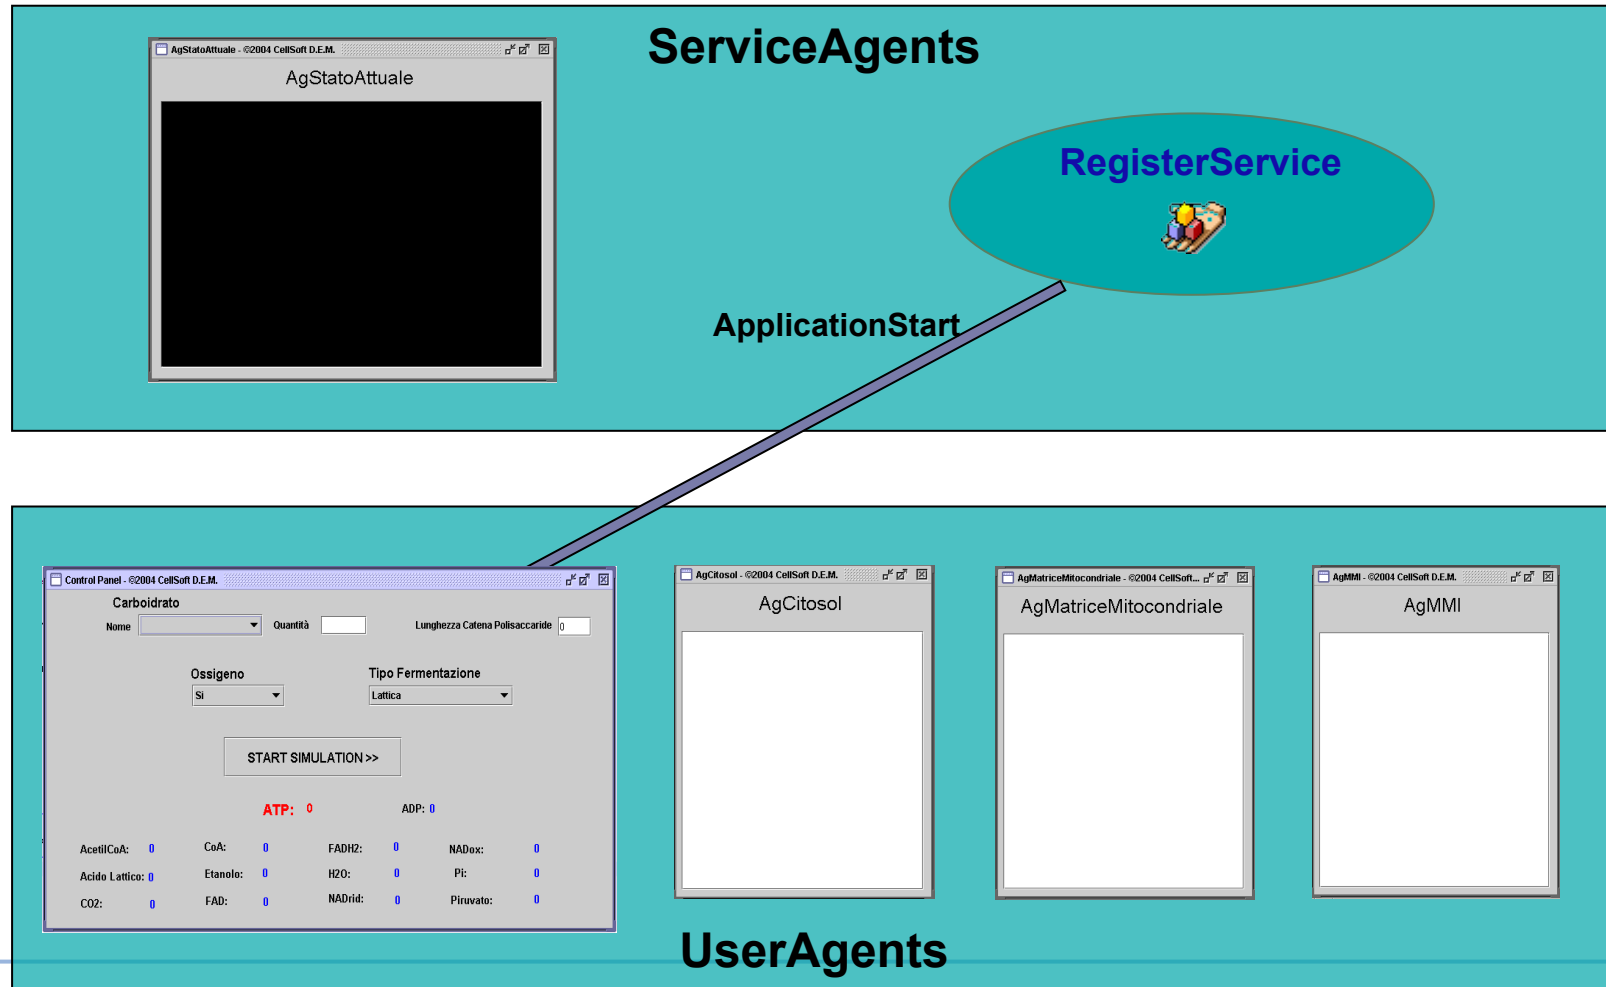 ServiceAgents
AgStatoAttuale - ©2004 CellSoft D.E.M.
AgStatoAttuale
RegisterService
ApplicationStart
Control Panel - ©2004 CellSoft D.E.M.
Carboidrato
Nome Quantità Lunghezza Catena Polisaccaride 0
Ossigeno Tipo Fermentazione
Si Lattica
START SIMULATION >>
ATP: 0 ADP: 0
AcetilCoA: 0 CoA: 0 FADH2: 0 NADox: 0
Acido Lattico: 0 Etanolo: 0 H2O: 0 Pi: 0
CO2: 0 FAD: 0 NADrid: 0 Piruvato: 0
AgCitosol - ©2004 CellSoft D.E.M.
AgCitosol
AgMatriceMitocondriale - ©2004 CellSoft...
AgMatriceMitocondriale
AgMMI - ©2004 CellSoft D.E.M.
AgMMI
UserAgents